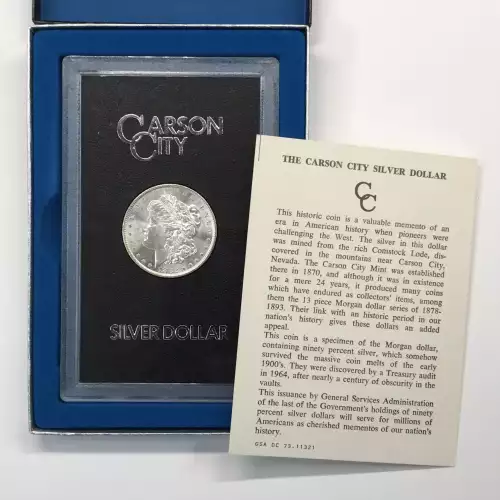 CARSON
CITY
SILVER DOLLAR
THE CARSON CITY SILVER DOLLAR
CC
This historic coin is a valuable memento of an
era in American history when pioneers were
challenging the West. The silver in this dollar
was mined from the rich Comstock Lode, dis-
covered in the mountains near Carson City,
Nevada. The Carson City Mint was established
there in 1870, and although it was in existence
for a mere 24 years, it produced many coins
which have endured as collectors' items, among
them the 13 piece Morgan dollar series of 1878-
1893. Their link with an historic period in our
nation's history gives these dollars an added
appeal.
This coin is a specimen of the Morgan dollar,
containing ninety percent silver, which somehow
survived the massive coin melts of the early
1900's. They were discovered by a Treasury audit
in 1964, after nearly a century of obscurity in the
vaults.
This issuance by General Services Administration
of the last of the Government's holdings of ninety
percent silver dollars will serve for millions of
Americans as cherished mementos of our nation's
history.
GSA DC 73-11321